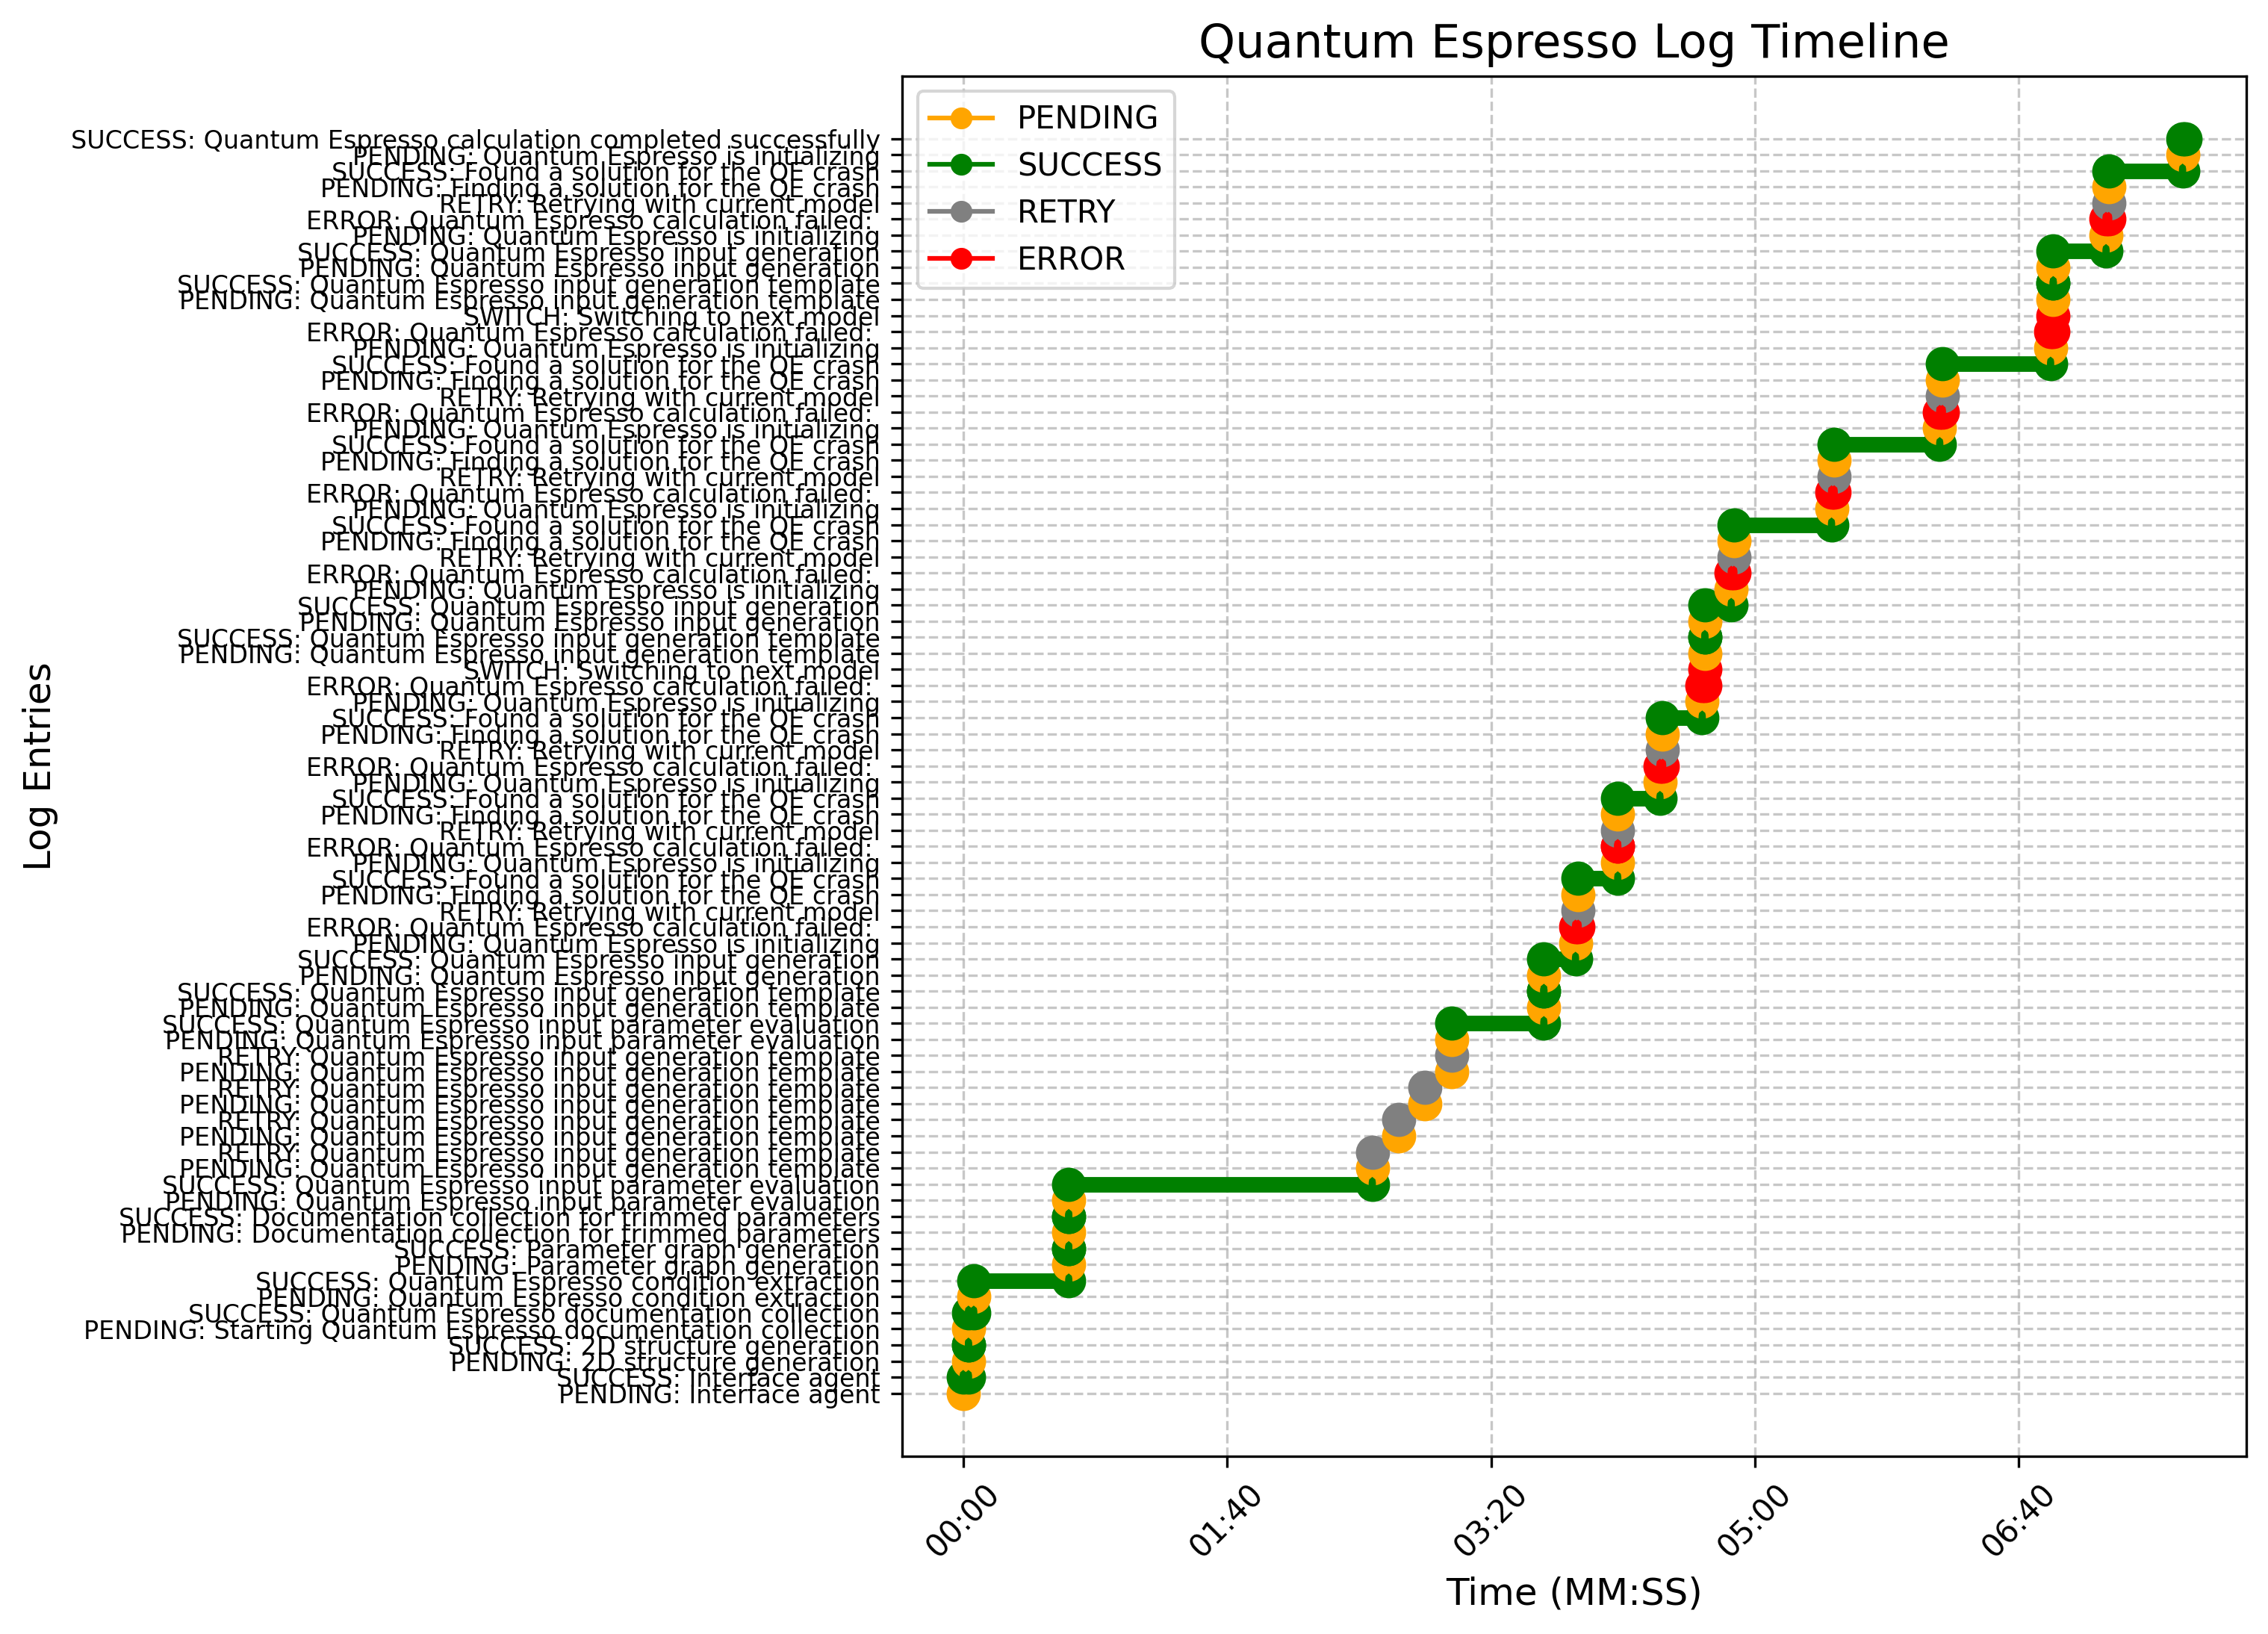 Quantum Espresso Log Timeline
PENDING
SUCCESS
RETRY
ERROR
Log Entries
SUCCESS: Quantum Espresso calculation completed successfully
PENDING: Quantum Espresso is initializing
SUCCESS: Found a solution for the QE crash
PENDING: Finding a solution for the QE crash
RETRY: Retrying with current model
ERROR: Quantum Espresso calculation failed:
PENDING: Quantum Espresso is initializing
SUCCESS: Quantum Espresso input generation
PENDING: Quantum Espresso input generation
SUCCESS: Quantum Espresso input generation template
PENDING: Quantum Espresso input generation template
SWITCH: Switching to next model
ERROR: Quantum Espresso calculation failed:
PENDING: Quantum Espresso is initializing
SUCCESS: Found a solution for the QE crash
PENDING: Finding a solution for the QE crash
RETRY: Retrying with current model
ERROR: Quantum Espresso calculation failed:
PENDING: Quantum Espresso is initializing
SUCCESS: Found a solution for the QE crash
PENDING: Finding a solution for the QE crash
RETRY: Retrying with current model
ERROR: Quantum Espresso calculation failed:
PENDING: Quantum Espresso is initializing
SUCCESS: Found a solution for the QE crash
PENDING: Finding a solution for the QE crash
RETRY: Retrying with current model
ERROR: Quantum Espresso calculation failed:
PENDING: Quantum Espresso is initializing
SUCCESS: Quantum Espresso input generation
PENDING: Quantum Espresso input generation
SUCCESS: Quantum Espresso input generation template
PENDING: Quantum Espresso input generation template
SWITCH: Switching to next model
ERROR: Quantum Espresso calculation failed:
PENDING: Quantum Espresso is initializing
SUCCESS: Found a solution for the QE crash
PENDING: Finding a solution for the QE crash
RETRY: Retrying with current model
ERROR: Quantum Espresso calculation failed:
PENDING: Quantum Espresso is initializing
SUCCESS: Found a solution for the QE crash
PENDING: Finding a solution for the QE crash
RETRY: Retrying with current model
ERROR: Quantum Espresso calculation failed:
PENDING: Quantum Espresso is initializing
SUCCESS: Found a solution for the QE crash
PENDING: Finding a solution for the QE crash
RETRY: Retrying with current model
ERROR: Quantum Espresso calculation failed:
PENDING: Quantum Espresso is initializing
SUCCESS: Quantum Espresso input generation
PENDING: Quantum Espresso input generation
SUCCESS: Quantum Espresso input generation template
PENDING: Quantum Espresso input generation template
SUCCESS: Quantum Espresso input parameter evaluation
PENDING: Quantum Espresso input parameter evaluation
RETRY: Quantum Espresso input generation template
PENDING: Quantum Espresso input generation template
RETRY: Quantum Espresso input generation template
PENDING: Quantum Espresso input generation template
RETRY: Quantum Espresso input generation template
PENDING: Quantum Espresso input generation template
RETRY: Quantum Espresso input generation template
PENDING: Quantum Espresso input generation template
SUCCESS: Quantum Espresso input parameter evaluation
PENDING: Quantum Espresso input parameter evaluation
SUCCESS: Documentation collection for trimmed parameters
PENDING: Documentation collection for trimmed parameters
SUCCESS: Parameter graph generation
PENDING: Parameter graph generation
SUCCESS: Quantum Espresso condition extraction
PENDING: Quantum Espresso condition extraction
SUCCESS: Quantum Espresso documentation collection
PENDING: Starting Quantum Espresso documentation collection
SUCCESS: 2D structure generation
PENDING: 2D structure generation
SUCCESS: Interface agent
PENDING: Interface agent
00:00
01:40
03:20
05:00
06:40
Time (MM:SS)